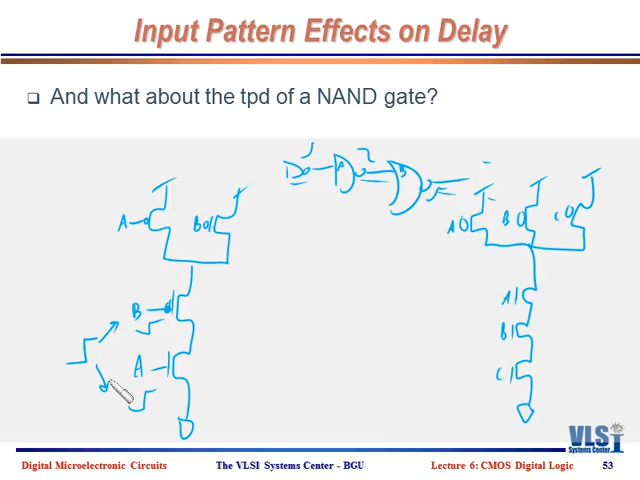 Input Pattern Effects on Delay
And what about the tpd of a NAND gate?
A
B
B
A
A
B
A
B
C
A
B
C
VLSI
Systems Center
Digital Microelectronic Circuits
The VLSI Systems Center - BGU
Lecture 6: CMOS Digital Logic
53